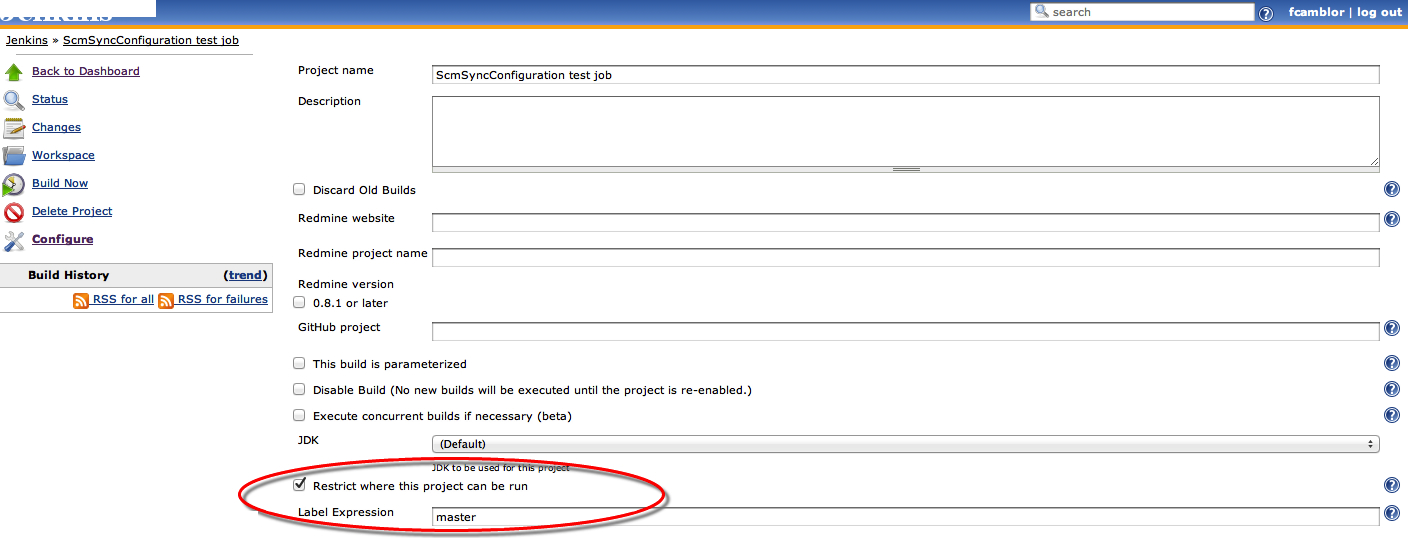 Jenkins
search
fcamblor | log out
Jenkins » ScmSyncConfiguration test job
Back to Dashboard
Status
Changes
Workspace
Build Now
Delete Project
Configure
Build History (trend)
RSS for all RSS for failures
Project name ScmSyncConfiguration test job
Description
Discard Old Builds
Redmine website
Redmine project name
Redmine version
0.8.1 or later
GitHub project
This build is parameterized
Disable Build (No new builds will be executed until the project is re-enabled.)
Execute concurrent builds if necessary (beta)
JDK (Default)
JDK to be used for this project
Restrict where this project can be run
Label Expression master